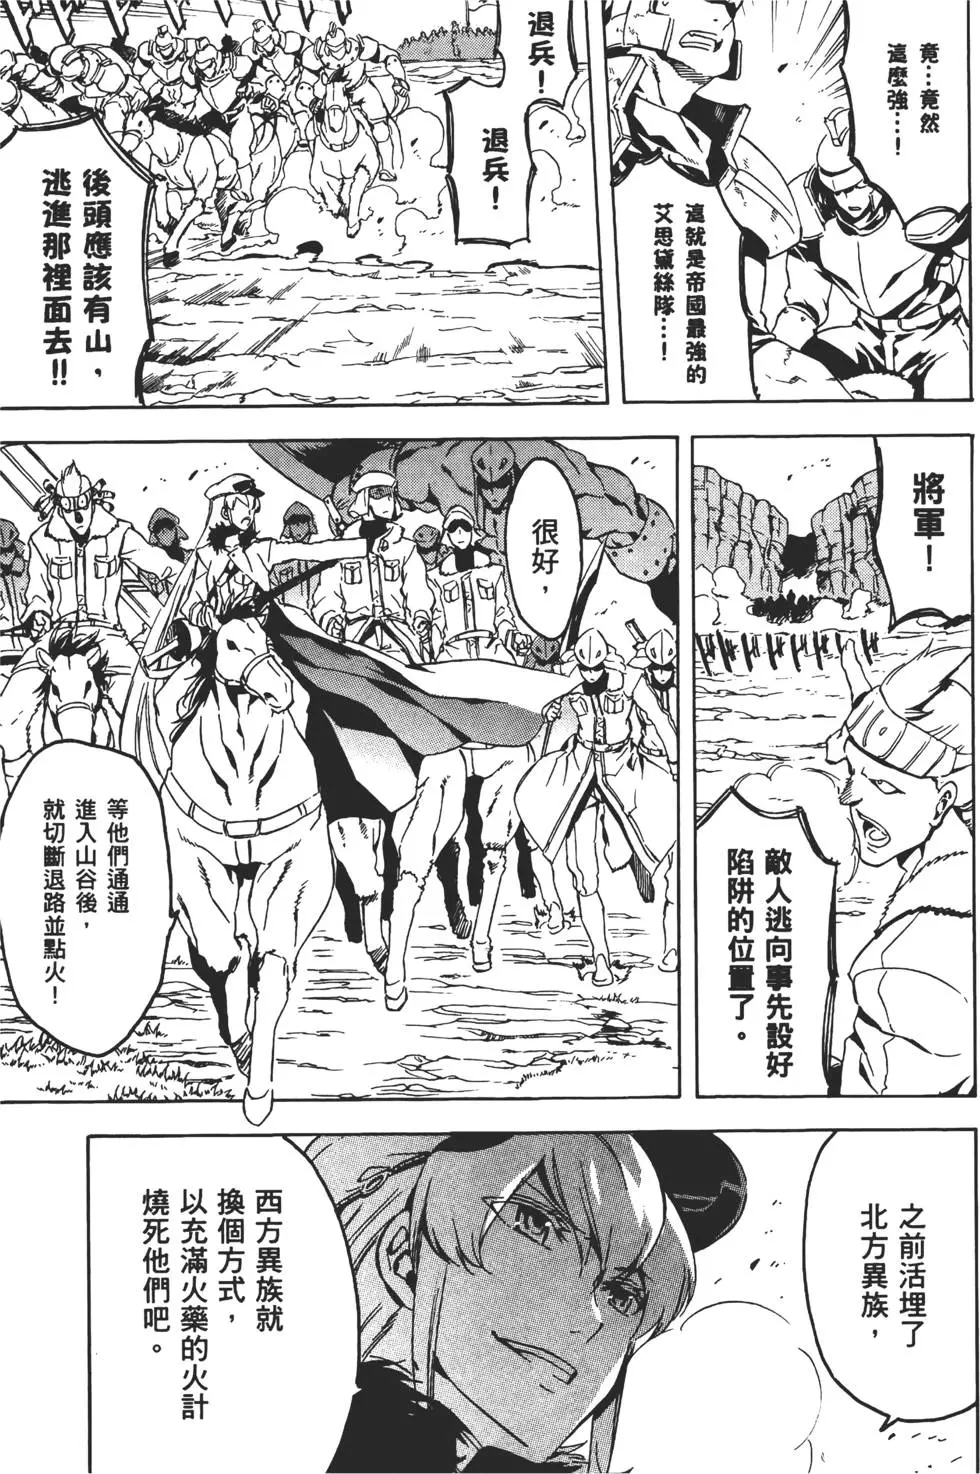 竟…竟然
這麼強…！
這就是帝國最強的
艾思黛絲隊…！
退兵！
退兵！
後頭應該有山，
逃進那裡面去!!
將軍！
敵人逃向事先設好
陷阱的位置了。
很好，
等他們通通
進入山谷後，
就切斷退路並點火！
之前活埋了
北方異族，
西方異族就
換個方式，
以充滿火藥的火計
燒死他們吧。